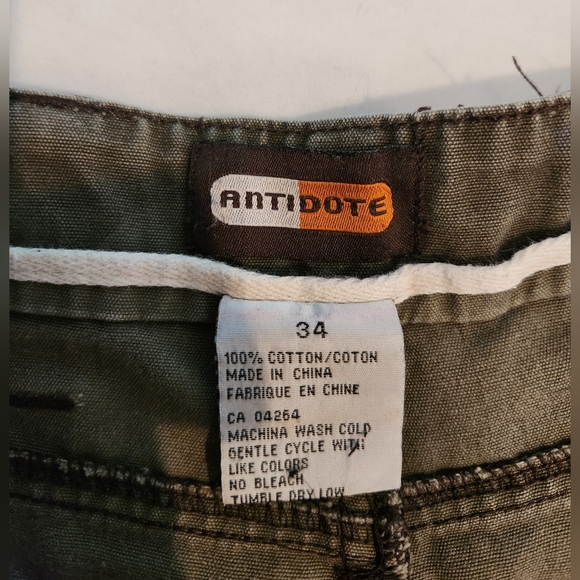 ANTIDOTE
34
100% COTTON/COTON
MADE IN CHINA
FABRIQUE EN CHINE
CA 04264
MACHINA WASH COLD
GENTLE CYCLE WITH
LIKE COLORS
NO BLEACH
TUMBLE DRY LOW